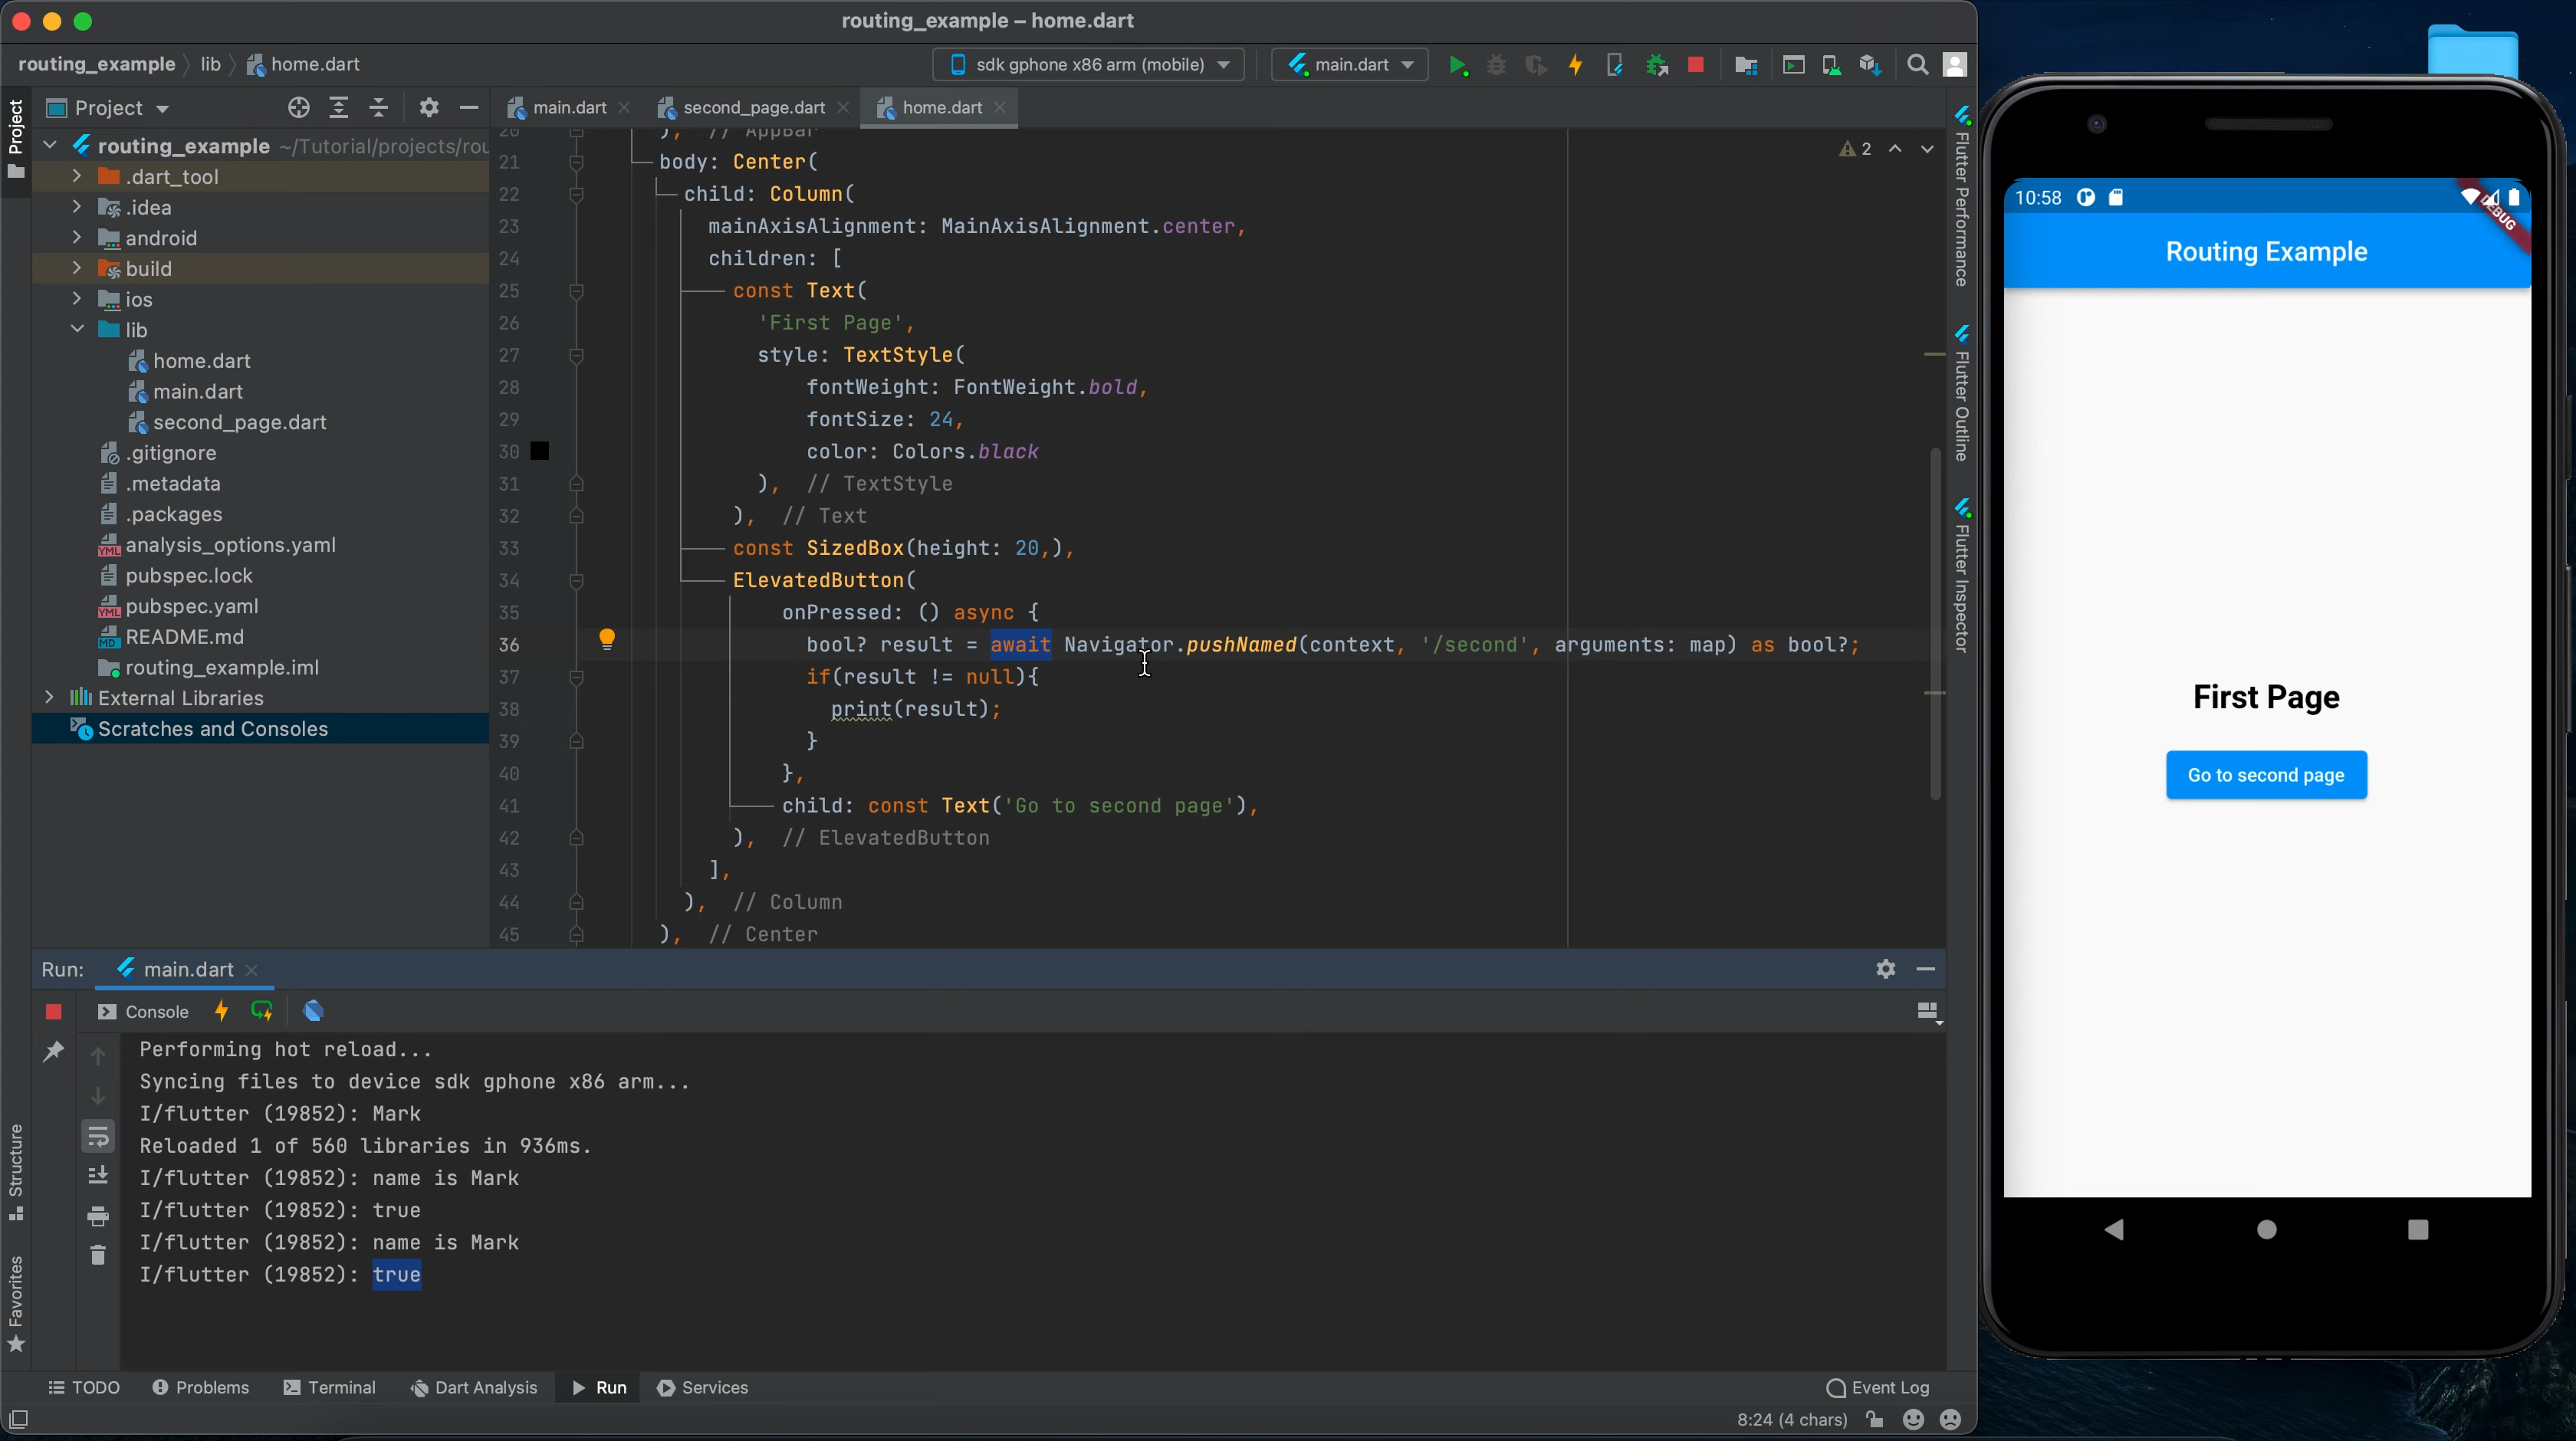 routing_example – home.dart
routing_example
lib
home.dart
sdk gphone x86 arm (mobile)
main.dart
Project
Project
main.dart
second_page.dart
home.dart
routing_example ~/Tutorial/projects/rou
.dart_tool
.idea
android
build
ios
lib
home.dart
main.dart
second_page.dart
.gitignore
.metadata
.packages
analysis_options.yaml
pubspec.lock
pubspec.yaml
README.md
routing_example.iml
External Libraries
Scratches and Consoles
2
20 ), // AppBar
21 body: Center(
22 child: Column(
23 mainAxisAlignment: MainAxisAlignment.center,
24 children: [
25 const Text(
26 'First Page',
27 style: TextStyle(
28 fontWeight: FontWeight.bold,
29 fontSize: 24,
30 color: Colors.black
31 ), // TextStyle
32 ), // Text
33 const SizedBox(height: 20,),
34 ElevatedButton(
35 onPressed: () async {
36 bool? result = await Navigator.pushNamed(context, '/second', arguments: map) as bool?;
37 if(result != null){
38 print(result);
39 }
40 },
41 child: const Text('Go to second page'),
42 ), // ElevatedButton
43 ],
44 ), // Column
45 ), // Center
Flutter Performance
Flutter Outline
Flutter Inspector
Run:
main.dart
Console
Performing hot reload...
Syncing files to device sdk gphone x86 arm...
I/flutter (19852): Mark
Reloaded 1 of 560 libraries in 936ms.
I/flutter (19852): name is Mark
I/flutter (19852): true
I/flutter (19852): name is Mark
I/flutter (19852): true
Structure
Favorites
TODO
Problems
Terminal
Dart Analysis
Run
Services
Event Log
8:24 (4 chars)
10:58
DEBUG
Routing Example
First Page
Go to second page